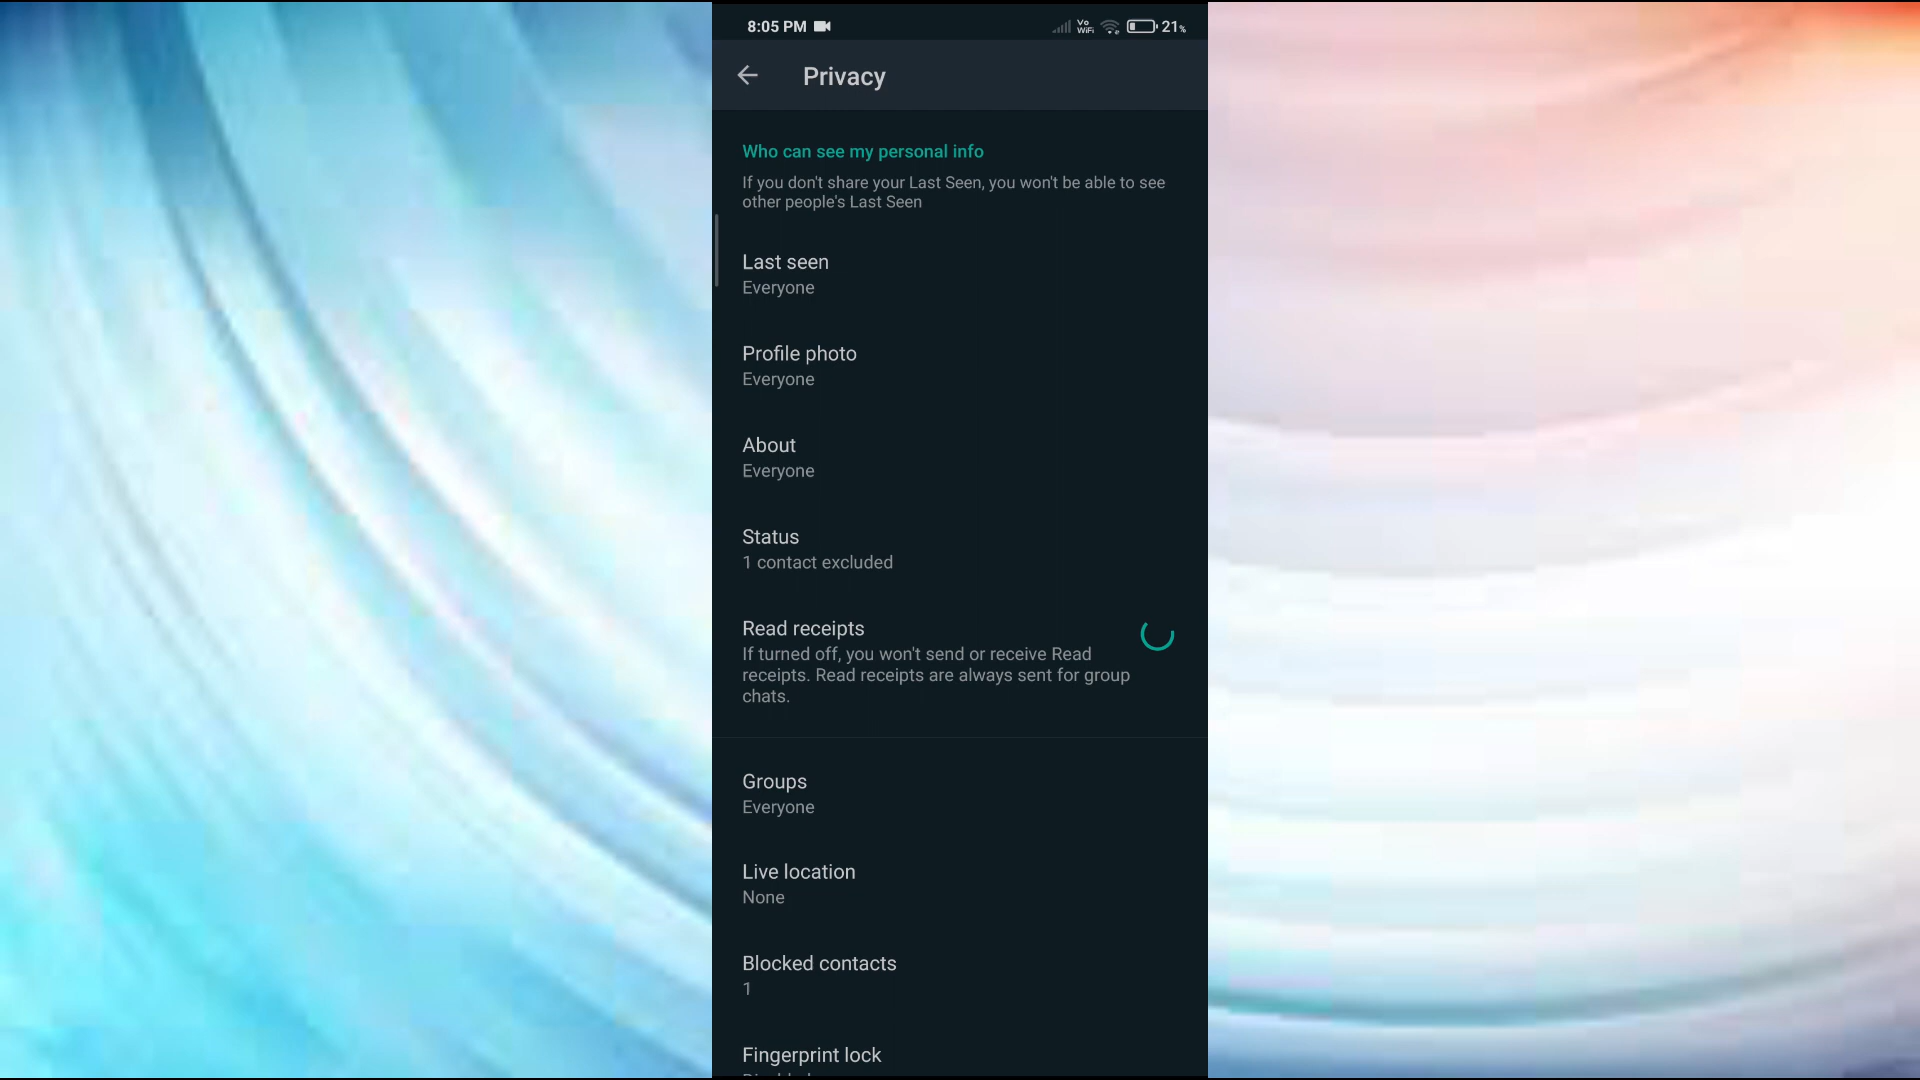 8:05 PM Vo WiFi 21%
Privacy
Who can see my personal info
If you don't share your Last Seen, you won't be able to see
other people's Last Seen
Last seen
Everyone
Profile photo
Everyone
About
Everyone
Status
1 contact excluded
Read receipts
If turned off, you won't send or receive Read
receipts. Read receipts are always sent for group
chats.
Groups
Everyone
Live location
None
Blocked contacts
1
Fingerprint lock